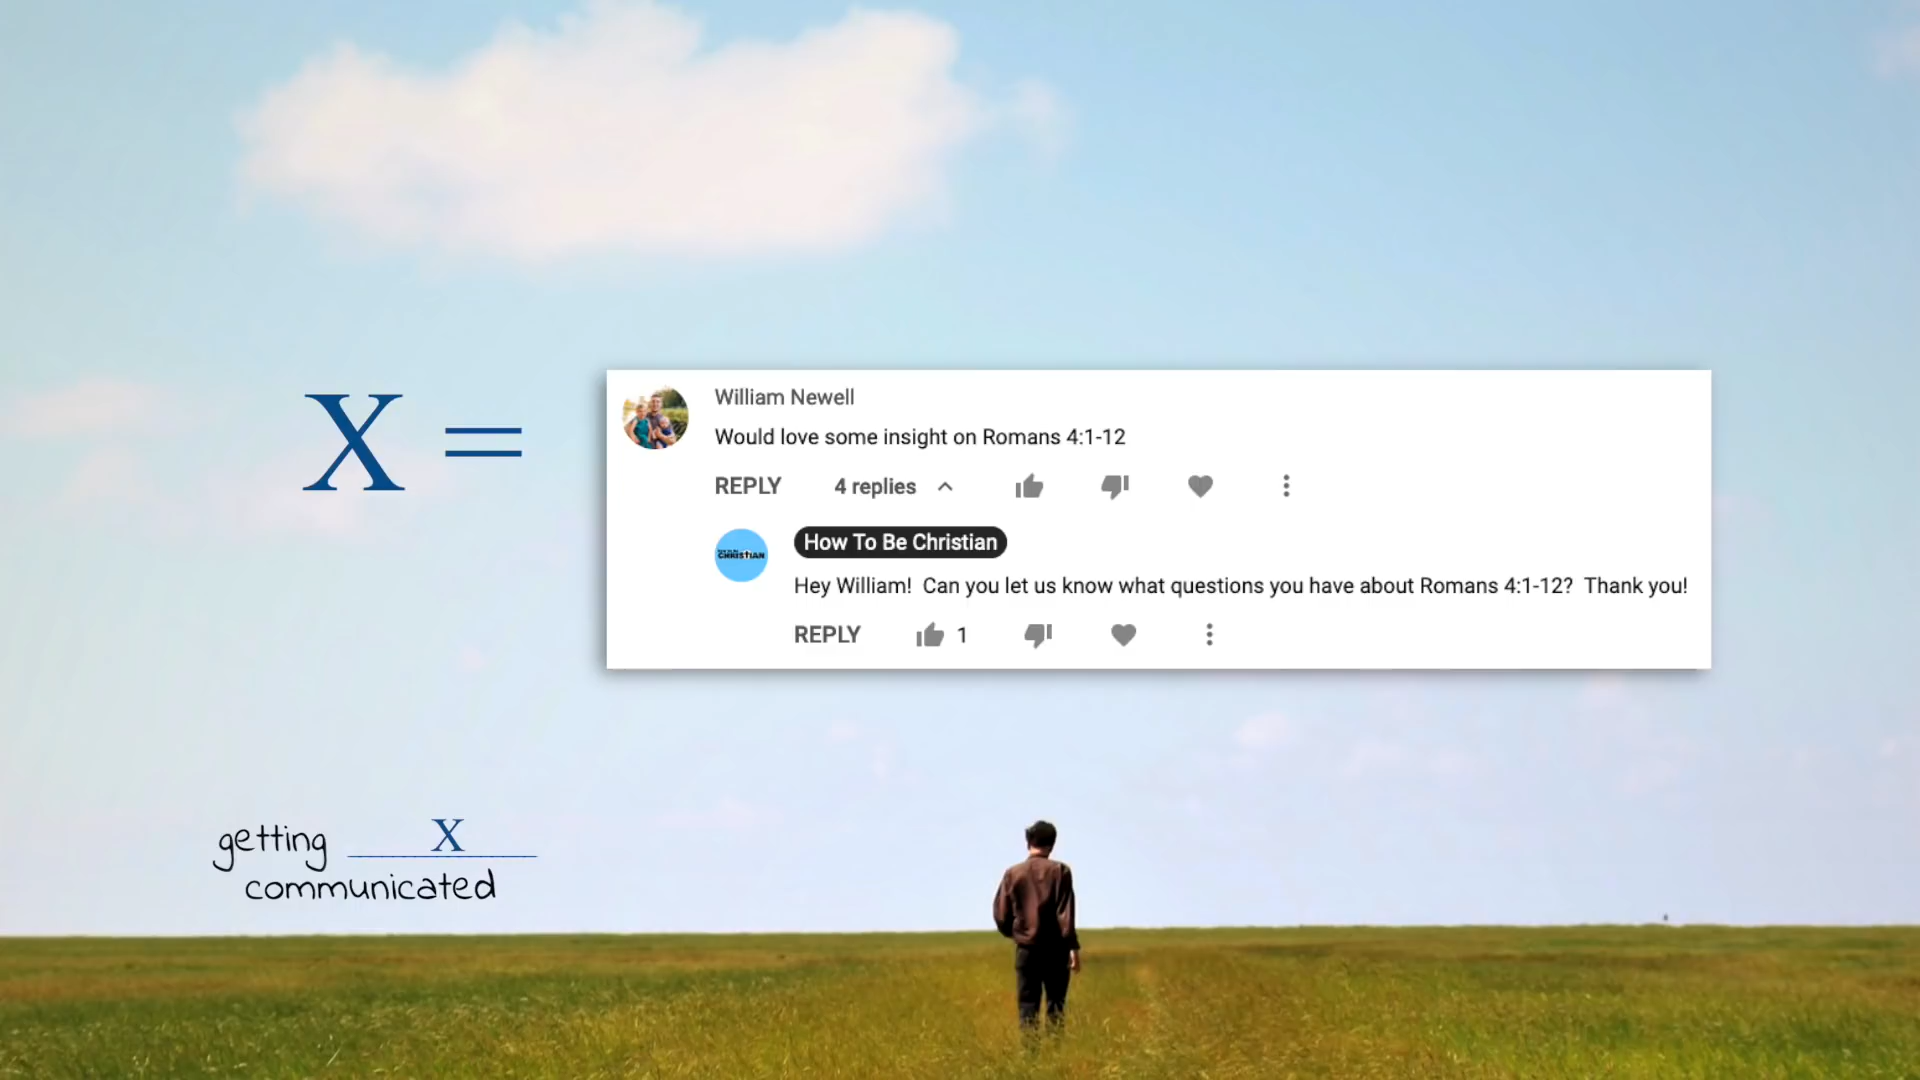 X =
William Newell
Would love some insight on Romans 4:1-12
REPLY 4 replies
How To Be Christian
CHRISTIAN
Hey William!  Can you let us know what questions you have about Romans 4:1-12?  Thank you!
REPLY 1
getting X
communicated